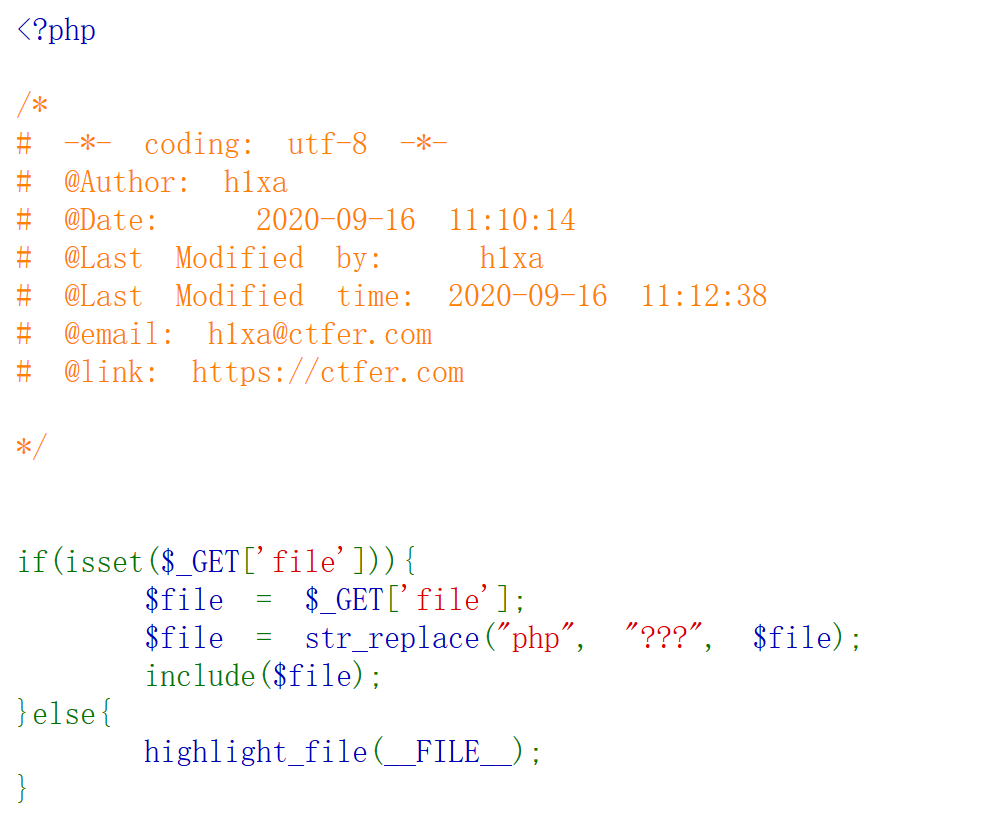 <?php
/*
# -*- coding: utf-8 -*-
# @Author: h1xa
# @Date: 2020-09-16 11:10:14
# @Last Modified by: h1xa
# @Last Modified time: 2020-09-16 11:12:38
# @email: h1xa@ctfer.com
# @link: https://ctfer.com
*/
if(isset($_GET['file'])){
$file = $_GET['file'];
$file = str_replace("php", "???", $file);
include($file);
}else{
highlight_file(__FILE__);
}